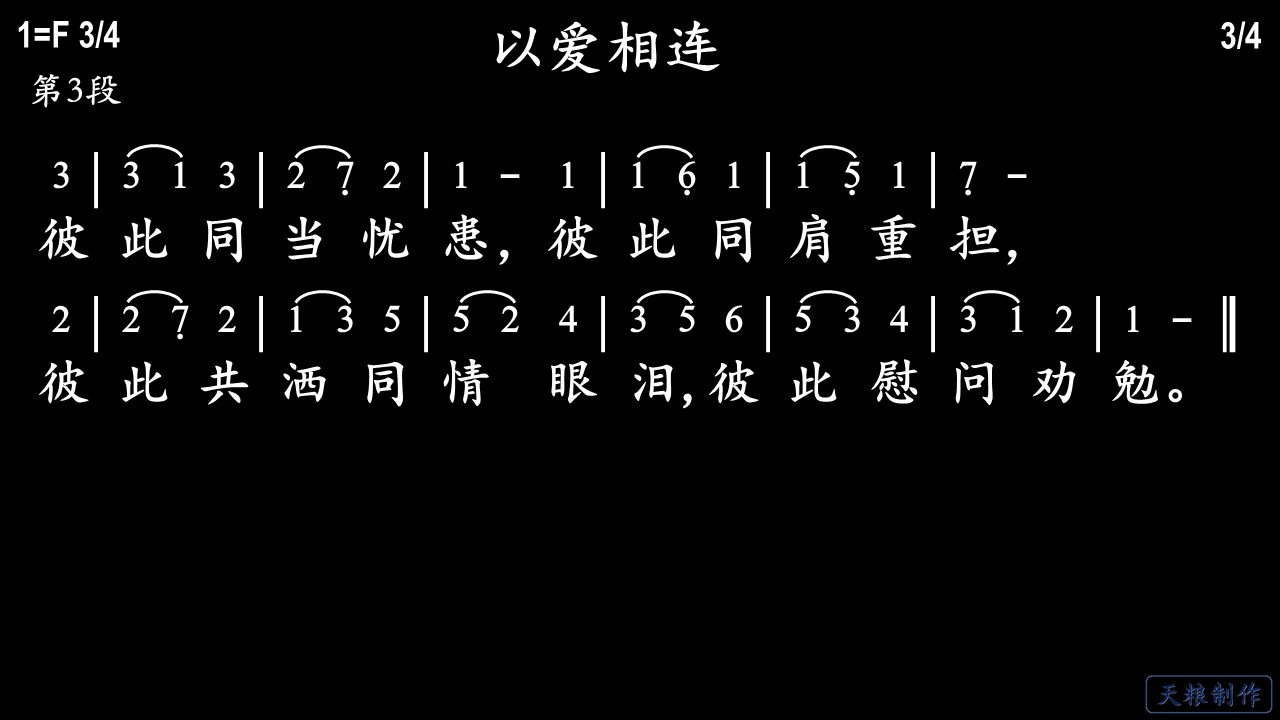 1=F 3/4
以爱相连
3/4
第3段
3 | 3 1 3 | 2 7̣ 2 | 1 - 1 | 1 6̣ 1 | 1 5̣ 1 | 7̣ -
彼此同当忧患，彼此同肩重担，
2 | 2 7̣ 2 | 1 3 5 | 5 2 4 | 3 5 6 | 5 3 4 | 3 1 2 | 1 - ‖
彼此共洒同情眼泪，彼此慰问劝勉。
天粮制作